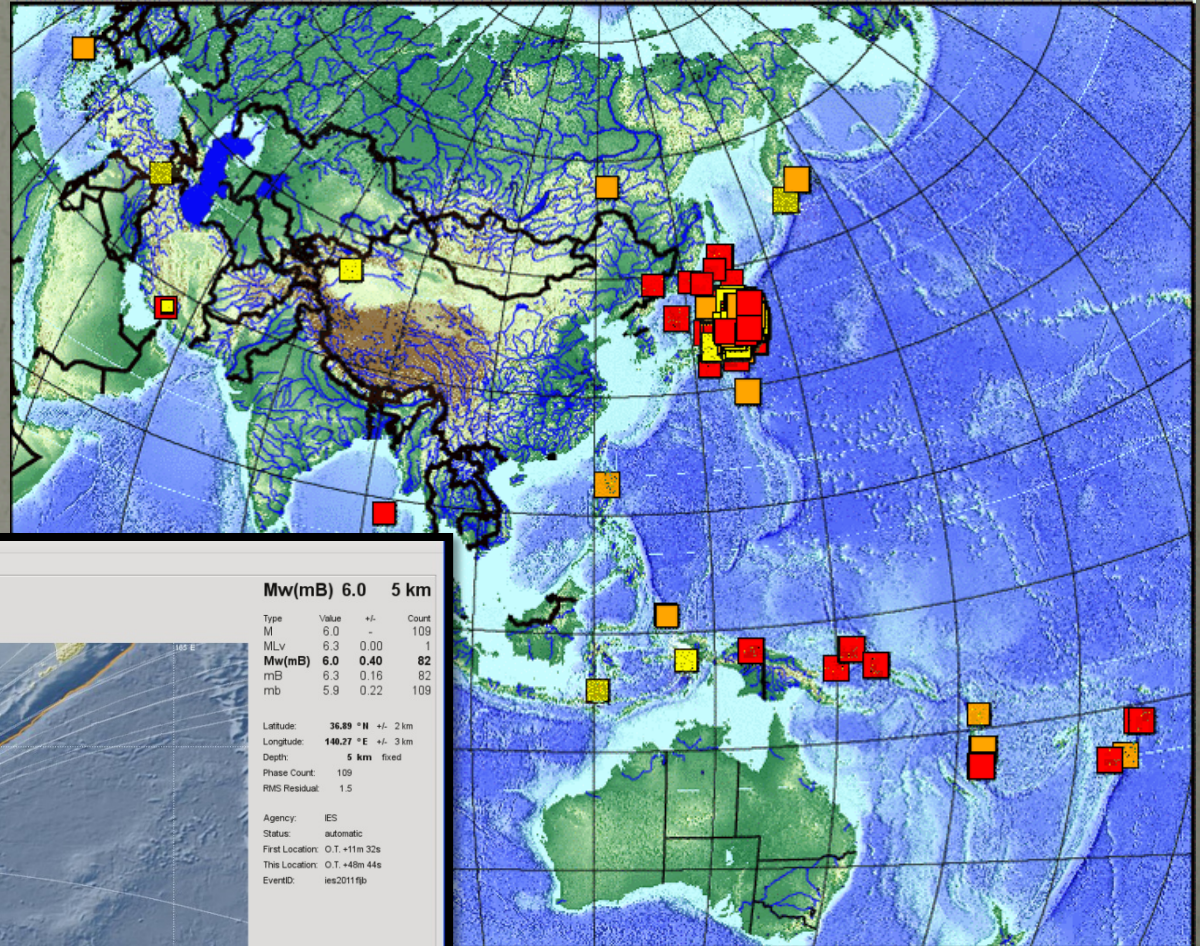 Mw(mB) 6.0 5 km
Type Value +/- Count
M 6.0 - 109
MLv 6.3 0.00 1
Mw(mB) 6.0 0.40 82
mB 6.3 0.16 82
mb 5.9 0.22 109
165 E
Latitude: 36.89 ° N +/- 2 km
Longitude: 140.27 ° E +/- 3 km
Depth: 5 km fixed
Phase Count: 109
RMS Residual: 1.5
Agency: IES
Status: automatic
First Location: O.T. +11m 32s
This Location: O.T. +48m 44s
EventID: ies2011fljb